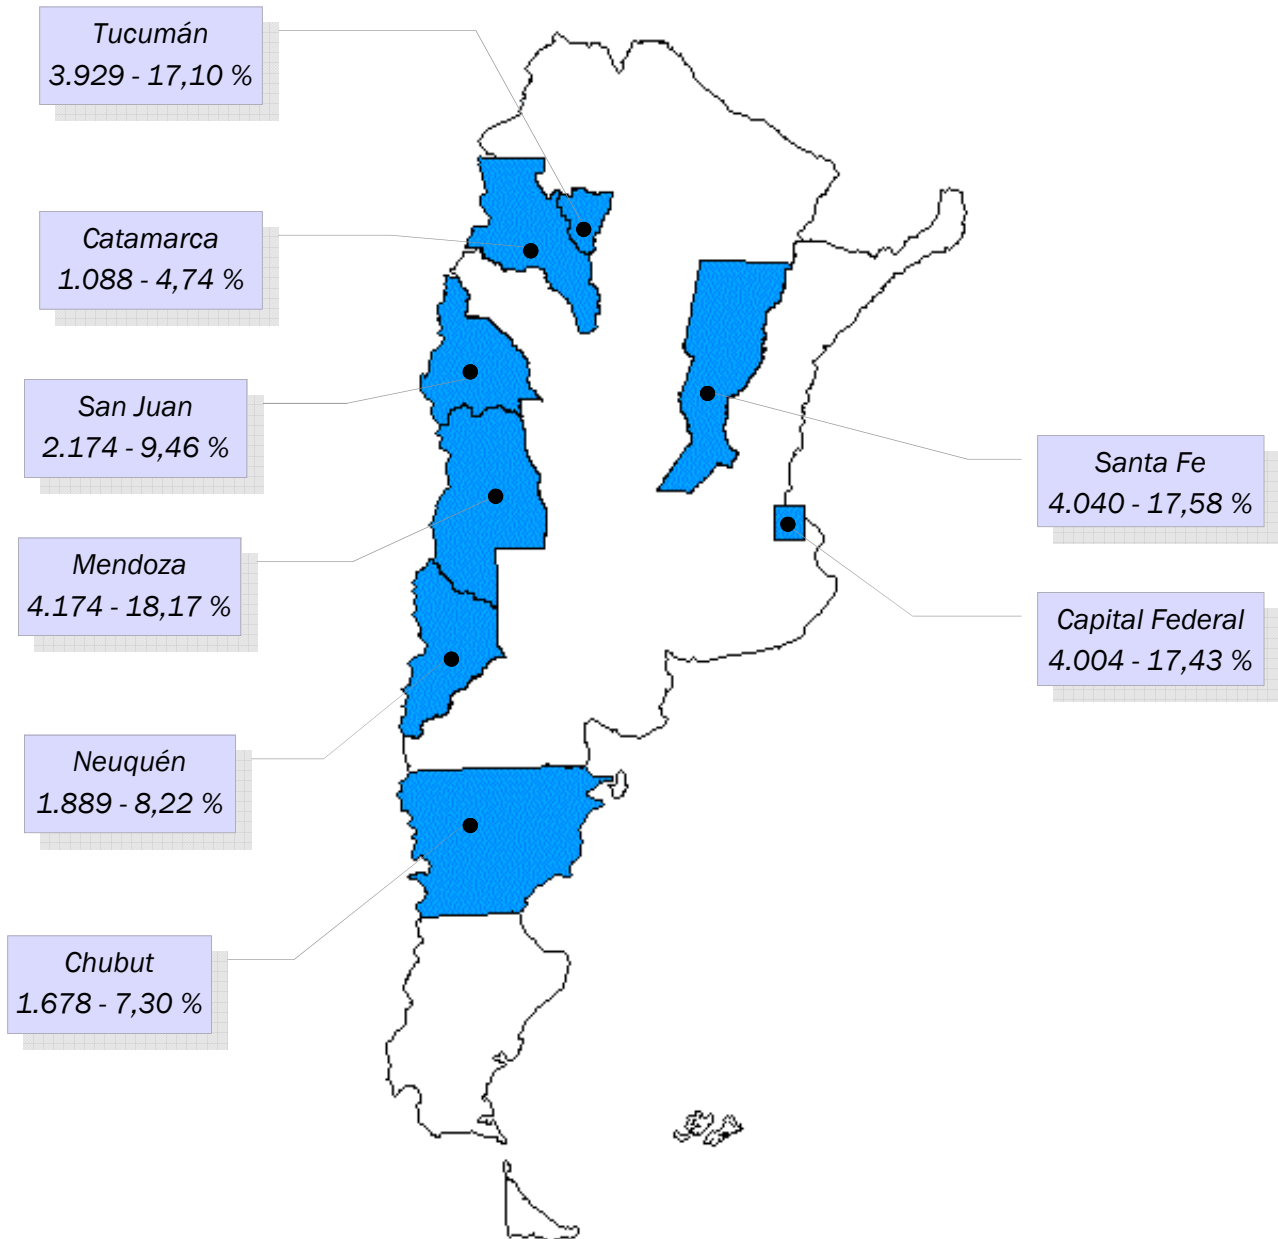 Tucumán
3.929 - 17,10 %
Catamarca
1.088 - 4,74 %
San Juan
2.174 - 9,46 %
Mendoza
4.174 - 18,17 %
Neuquén
1.889 - 8,22 %
Chubut
1.678 - 7,30 %
Santa Fe
4.040 - 17,58 %
Capital Federal
4.004 - 17,43 %